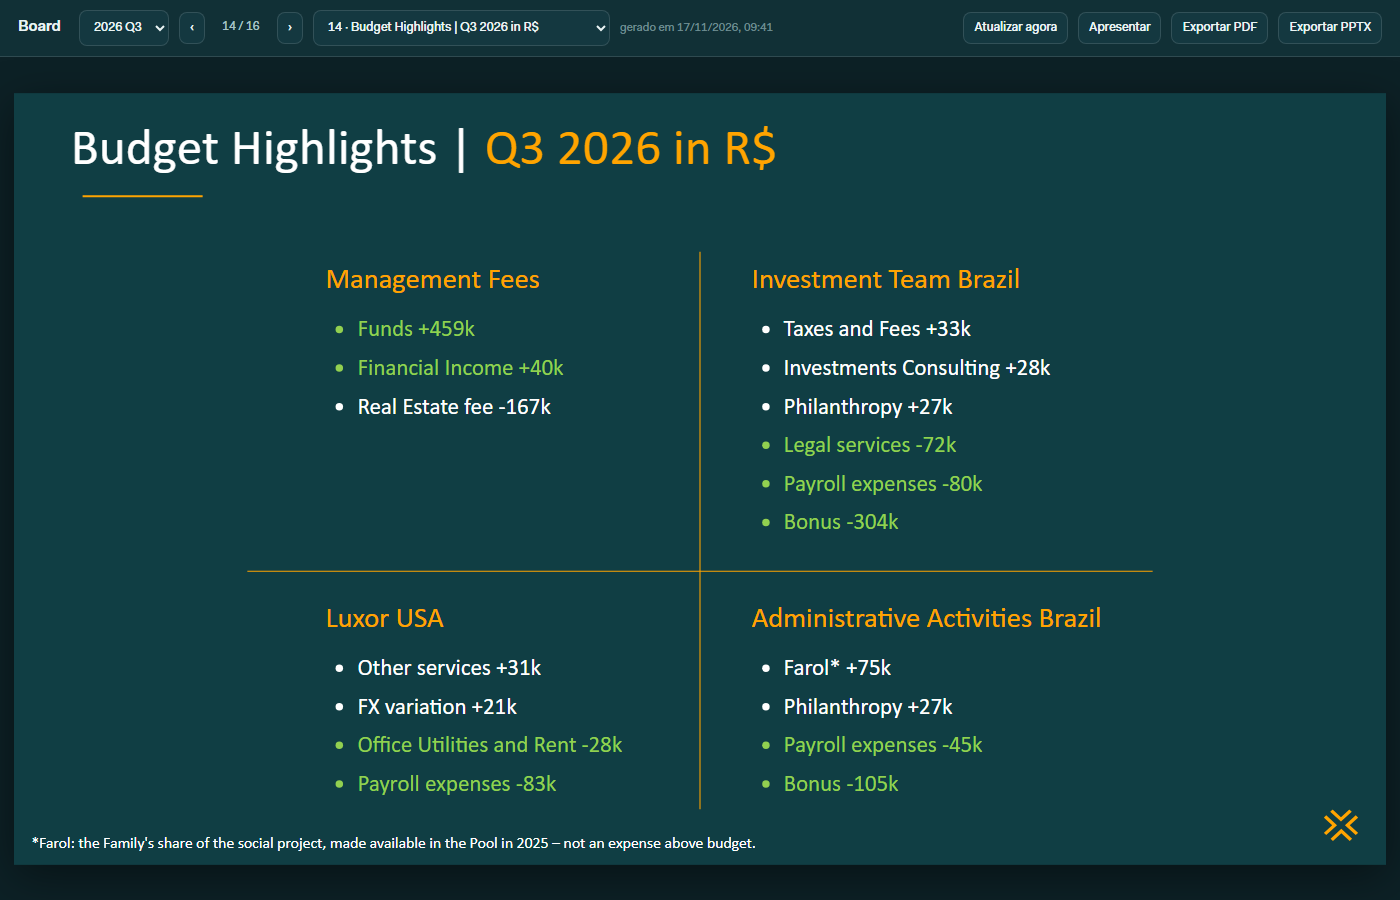 Board
2026 Q3
‹
14 / 16
›
14 · Budget Highlights | Q3 2026 in R$
gerado em 17/11/2026, 09:41
Atualizar agora
Apresentar
Exportar PDF
Exportar PPTX
Budget Highlights | Q3 2026 in R$
Management Fees
• Funds +459k
• Financial Income +40k
• Real Estate fee -167k
Investment Team Brazil
• Taxes and Fees +33k
• Investments Consulting +28k
• Philanthropy +27k
• Legal services -72k
• Payroll expenses -80k
• Bonus -304k
Luxor USA
• Other services +31k
• FX variation +21k
• Office Utilities and Rent -28k
• Payroll expenses -83k
Administrative Activities Brazil
• Farol* +75k
• Philanthropy +27k
• Payroll expenses -45k
• Bonus -105k
*Farol: the Family's share of the social project, made available in the Pool in 2025 – not an expense above budget.